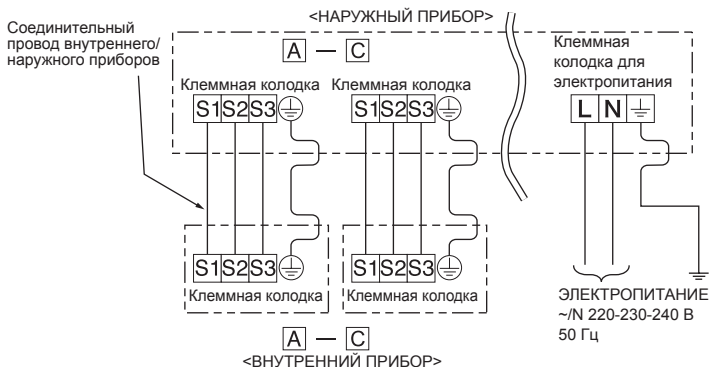 <НАРУЖНЫЙ ПРИБОР>
Соединительный
провод внутреннего/
наружного приборов
A — C
Клеммная
колодка для
электропитания
Клеммная колодка
Клеммная колодка
S1 S2 S3
S1 S2 S3
L N
S1 S2 S3
S1 S2 S3
Клеммная колодка
Клеммная колодка
ЭЛЕКТРОПИТАНИЕ
~/N 220-230-240 В
50 Гц
A — C
<ВНУТРЕННИЙ ПРИБОР>